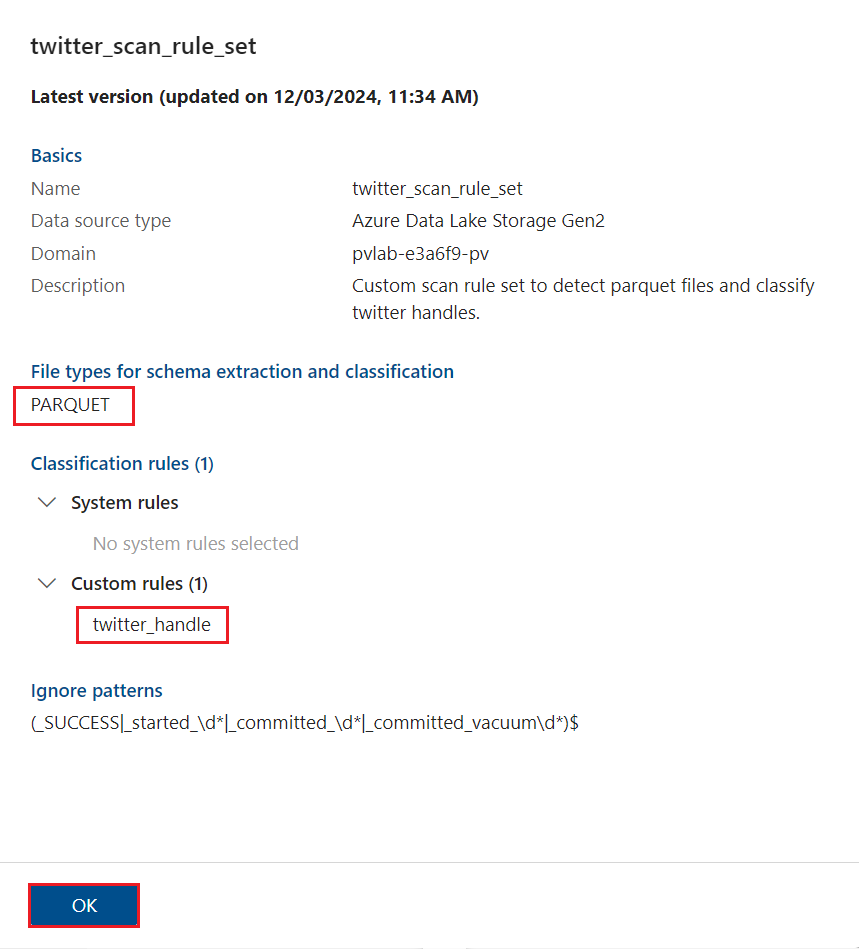 twitter_scan_rule_set
Latest version (updated on 12/03/2024, 11:34 AM)
Basics
Name twitter_scan_rule_set
Data source type Azure Data Lake Storage Gen2
Domain pvlab-e3a6f9-pv
Description Custom scan rule set to detect parquet files and classify
twitter handles.
File types for schema extraction and classification
PARQUET
Classification rules (1)
System rules
No system rules selected
Custom rules (1)
twitter_handle
Ignore patterns
(_SUCCESS|_started_\d*|_committed_\d*|_committed_vacuum\d*)$
OK